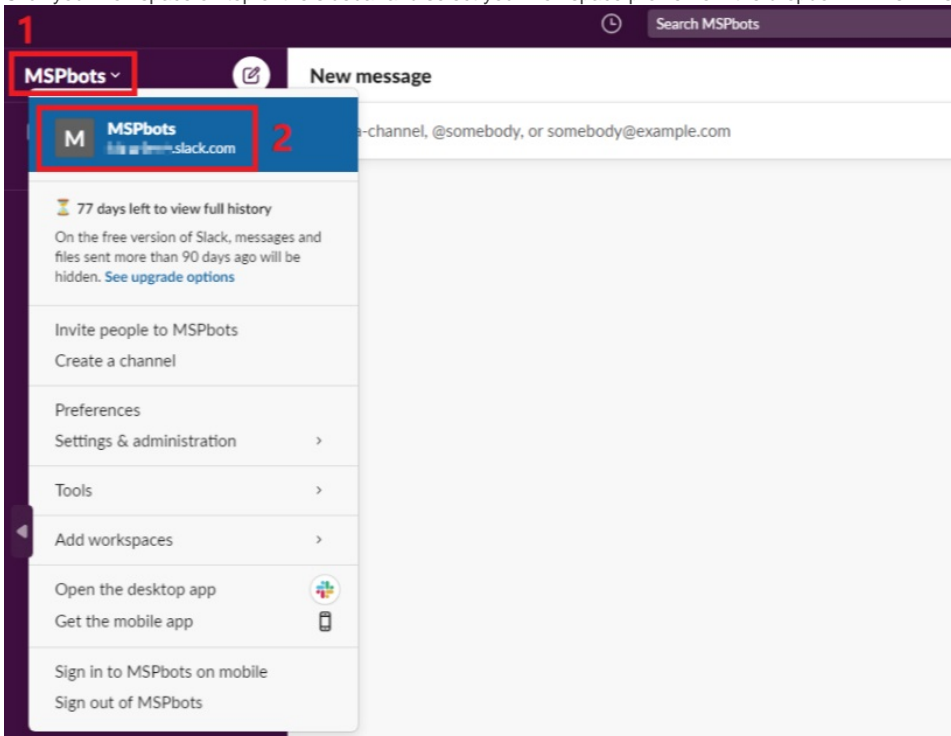 1
Search MSPbots
MSPbots
New message
a-channel, @somebody, or somebody@example.com
M
MSPbots
.slack.com
2
77 days left to view full history
On the free version of Slack, messages and
files sent more than 90 days ago will be
hidden. See upgrade options
Invite people to MSPbots
Create a channel
Preferences
Settings & administration
Tools
Add workspaces
Open the desktop app
Get the mobile app
Sign in to MSPbots on mobile
Sign out of MSPbots